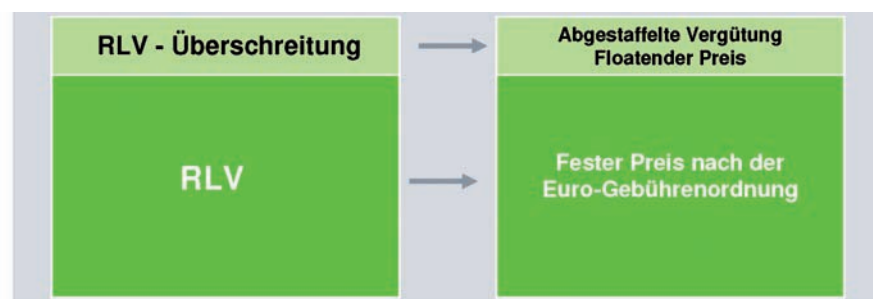 RLV - Überschreitung
Abgestaffelte Vergütung
Floatender Preis
RLV
Fester Preis nach der
Euro-Gebührenordnung